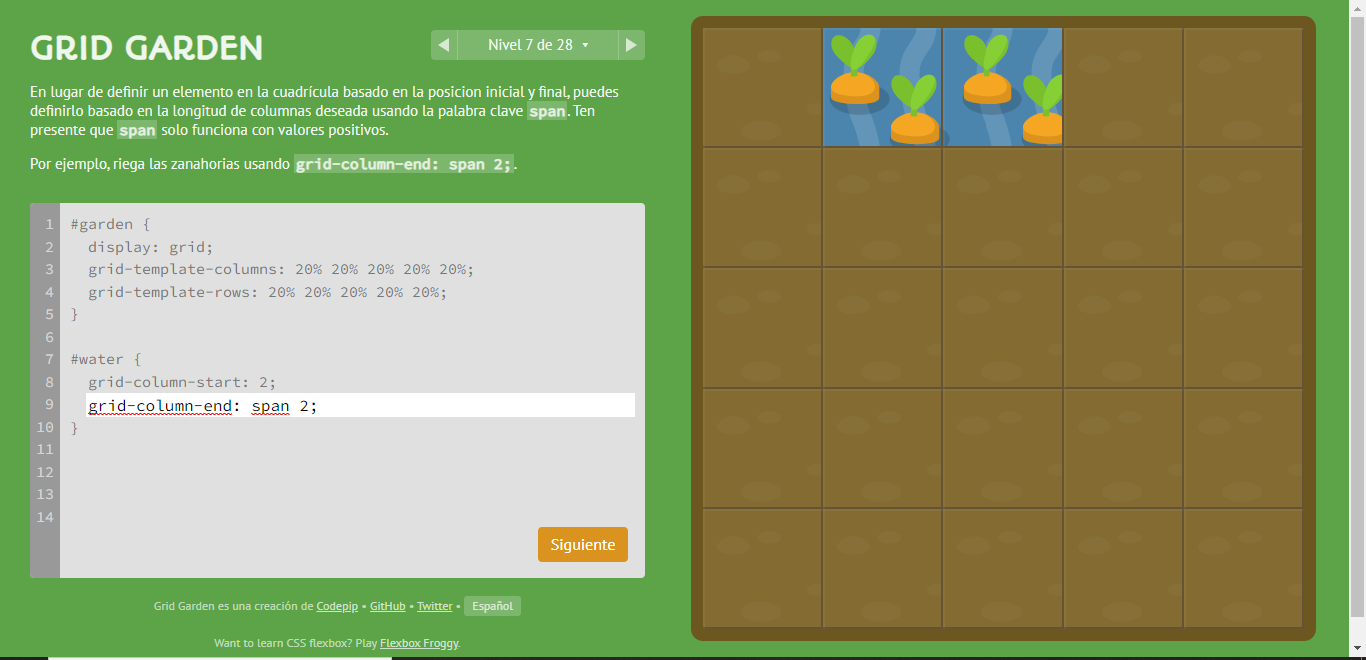 GRID GARDEN
Nivel 7 de 28
En lugar de definir un elemento en la cuadrícula basado en la posicion inicial y final, puedes
definirlo basado en la longitud de columnas deseada usando la palabra clave span. Ten
presente que span solo funciona con valores positivos.
Por ejemplo, riega las zanahorias usando grid-column-end: span 2;.
1 #garden {
2 display: grid;
3 grid-template-columns: 20% 20% 20% 20% 20%;
4 grid-template-rows: 20% 20% 20% 20% 20%;
5 }
6
7 #water {
8 grid-column-start: 2;
9 grid-column-end: span 2;
10 }
11
12
13
14
Siguiente
Grid Garden es una creación de Codepip • GitHub • Twitter • Español
Want to learn CSS flexbox? Play Flexbox Froggy.